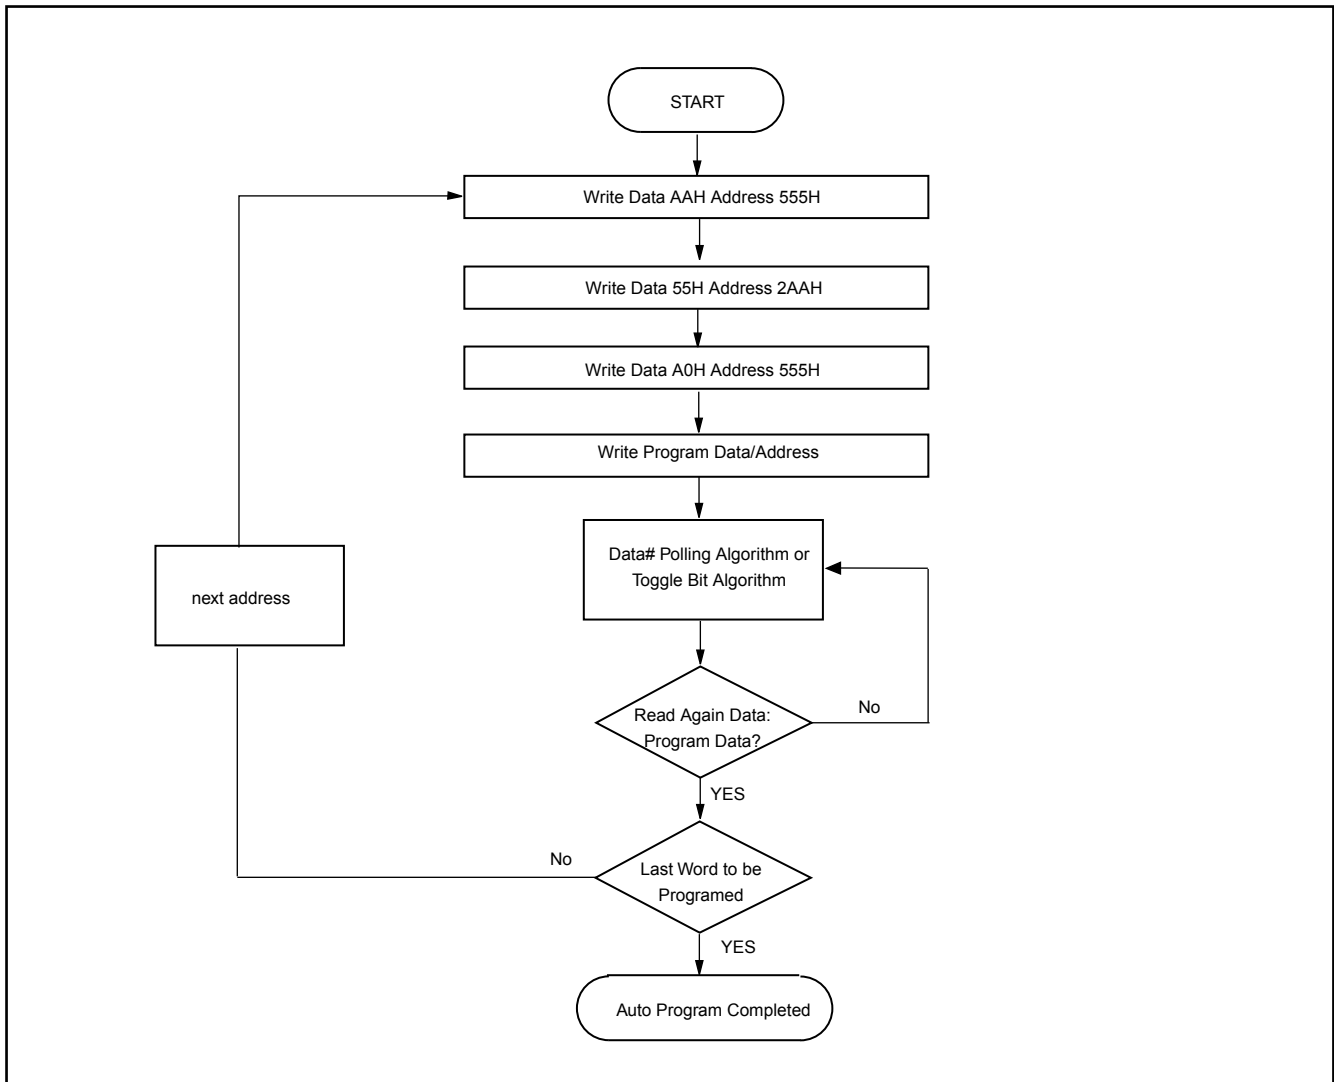 START
Write Data AAH Address 555H
Write Data 55H Address 2AAH
Write Data A0H Address 555H
Write Program Data/Address
Data# Polling Algorithm or
Toggle Bit Algorithm
next address
Read Again Data:
Program Data?
No
YES
No
Last Word to be
Programed
YES
Auto Program Completed